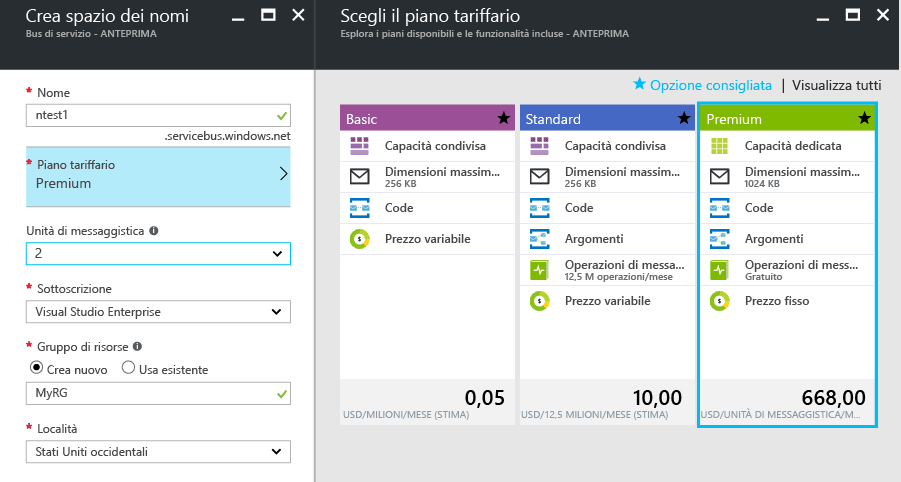 Crea spazio dei nomi
Bus di servizio - ANTEPRIMA
* Nome
ntest1
.servicebus.windows.net
* Piano tariffario
Premium
Unità di messaggistica
2
* Sottoscrizione
Visual Studio Enterprise
* Gruppo di risorse
Crea nuovo Usa esistente
MyRG
* Località
Stati Uniti occidentali
Scegli il piano tariffario
Esplora i piani disponibili e le funzionalità incluse - ANTEPRIMA
Opzione consigliata | Visualizza tutti
Basic
Capacità condivisa
Dimensioni massim...
256 KB
Code
Prezzo variabile
0,05
USD/MILIONI/MESE (STIMA)
Standard
Capacità condivisa
Dimensioni massim...
256 KB
Code
Argomenti
Operazioni di messa...
12,5 M operazioni/mese
Prezzo variabile
10,00
USD/12,5 MILIONI/MESE (STIMA)
Premium
Capacità dedicata
Dimensioni massim...
1024 KB
Code
Argomenti
Operazioni di mess...
Gratuito
Prezzo fisso
668,00
USD/UNITÀ DI MESSAGGISTICA/M...